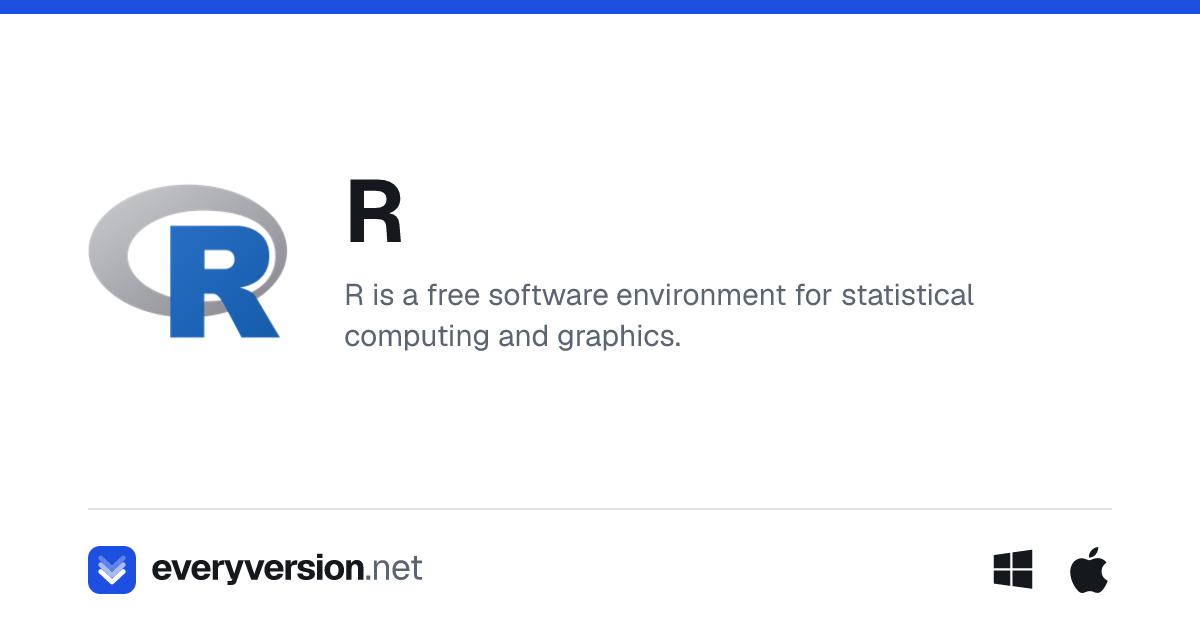 R
R
R is a free software environment for statistical
computing and graphics.
everyversion.net